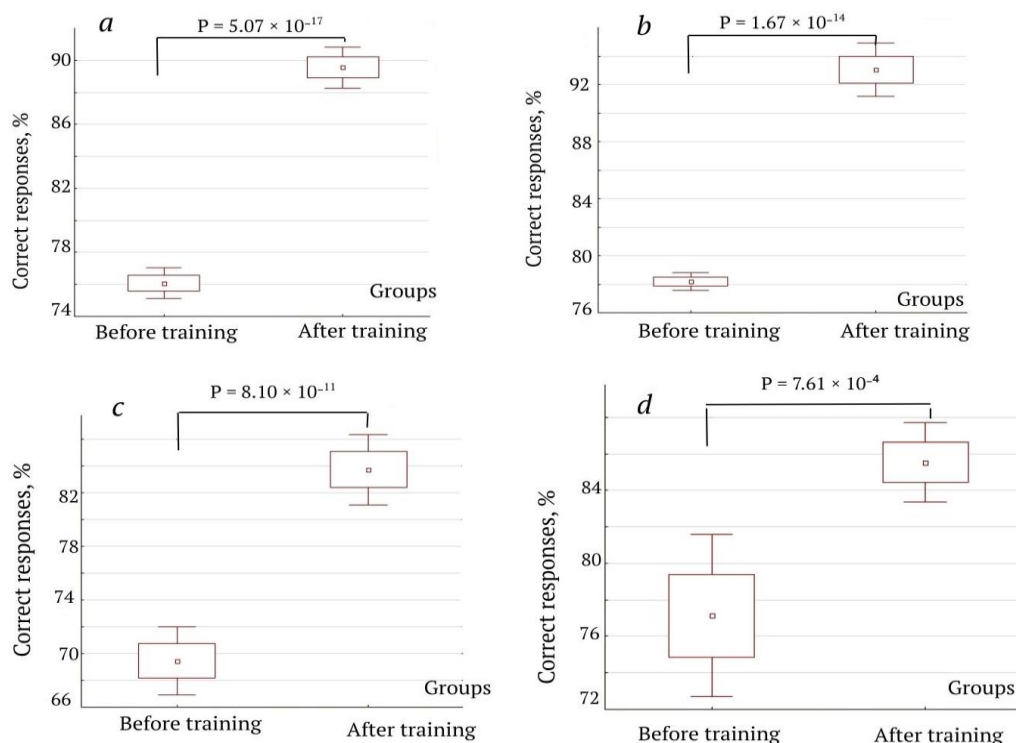 a
P = 5.07 × 10⁻¹⁷
Correct responses, %
90
86
82
78
74
Groups
Before training
After training
b
P = 1.67 × 10⁻¹⁴
Correct responses, %
92
88
84
80
76
Groups
Before training
After training
c
P = 8.10 × 10⁻¹¹
Correct responses, %
82
78
74
70
66
Groups
Before training
After training
d
P = 7.61 × 10⁻⁴
Correct responses, %
84
80
76
72
Groups
Before training
After training